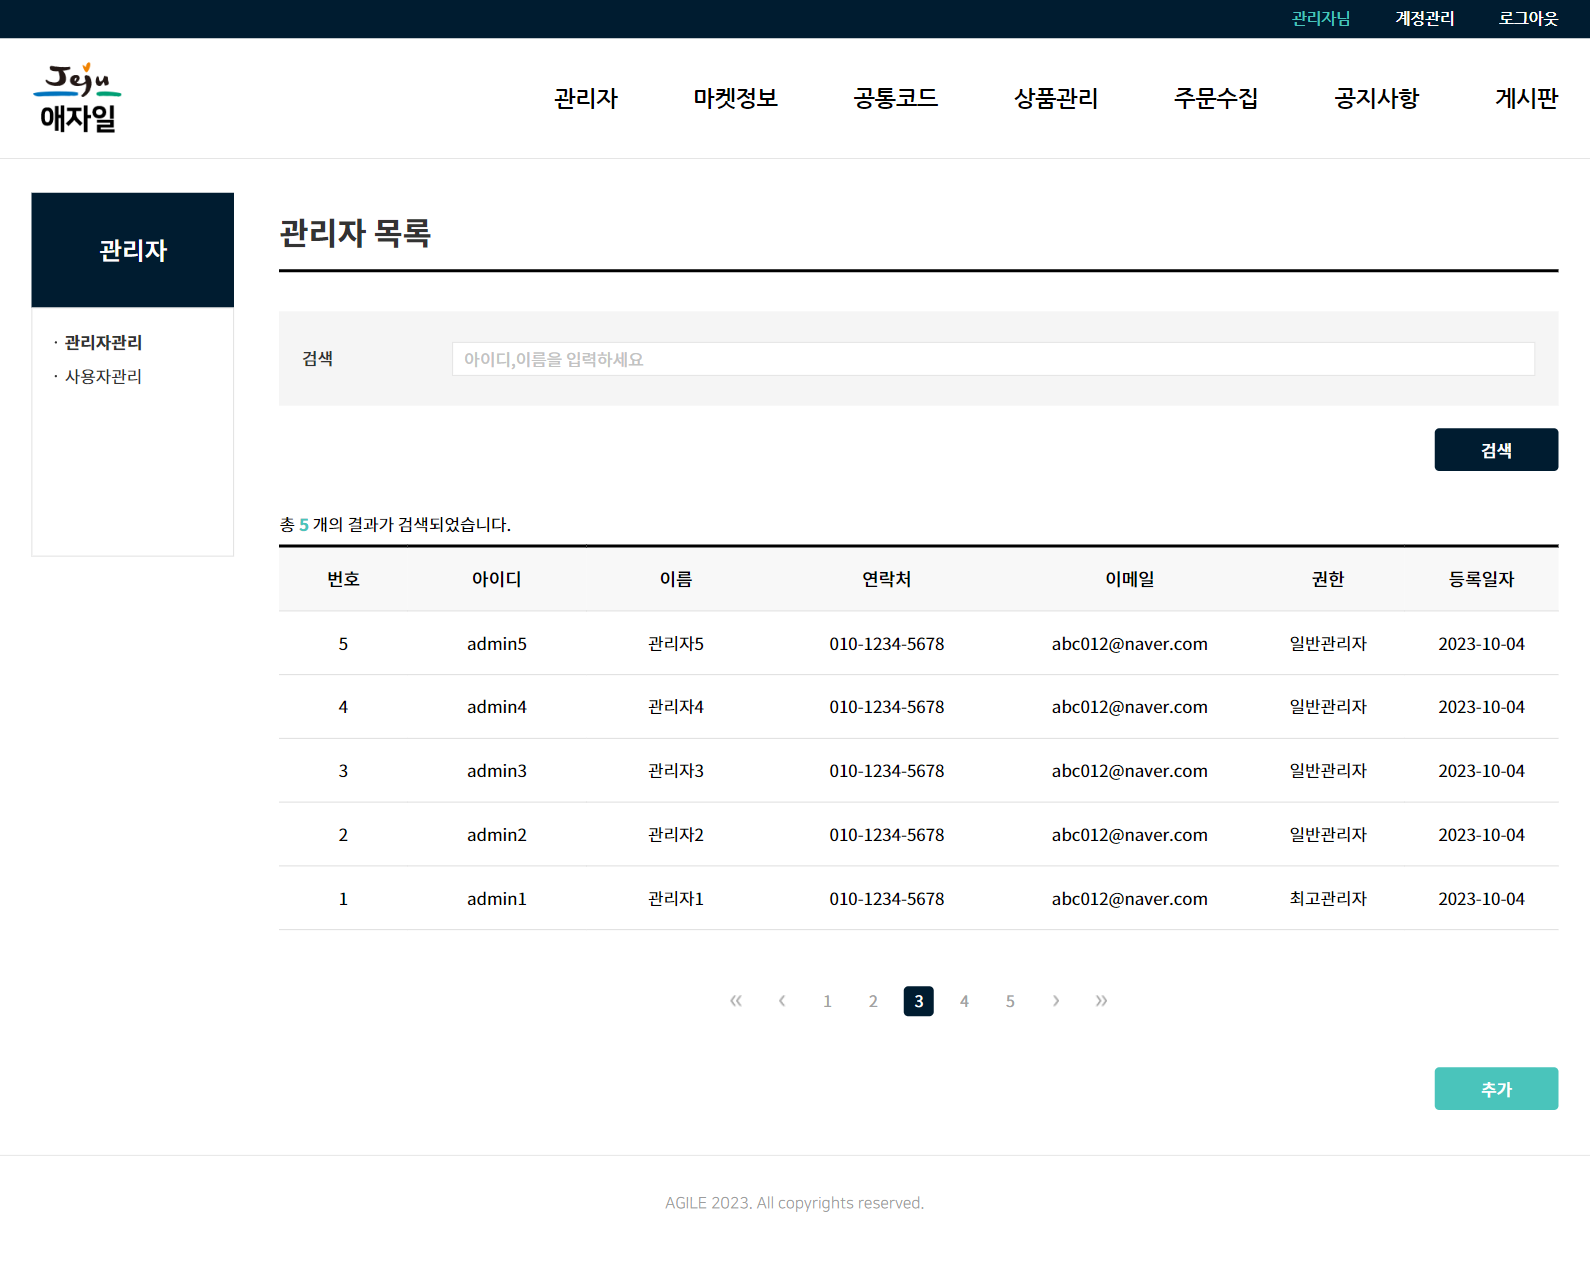 관리자님 계정관리 로그아웃
Jeju
애자일
관리자 마켓정보 공통코드 상품관리 주문수집 공지사항 게시판
관리자
· 관리자관리
· 사용자관리
관리자 목록
검색 아이디,이름을 입력하세요
검색
총 5 개의 결과가 검색되었습니다.
번호 아이디 이름 연락처 이메일 권한 등록일자
5 admin5 관리자5 010-1234-5678 abc012@naver.com 일반관리자 2023-10-04
4 admin4 관리자4 010-1234-5678 abc012@naver.com 일반관리자 2023-10-04
3 admin3 관리자3 010-1234-5678 abc012@naver.com 일반관리자 2023-10-04
2 admin2 관리자2 010-1234-5678 abc012@naver.com 일반관리자 2023-10-04
1 admin1 관리자1 010-1234-5678 abc012@naver.com 최고관리자 2023-10-04
« ‹ 1 2 3 4 5 › »
추가
AGILE 2023. All copyrights reserved.